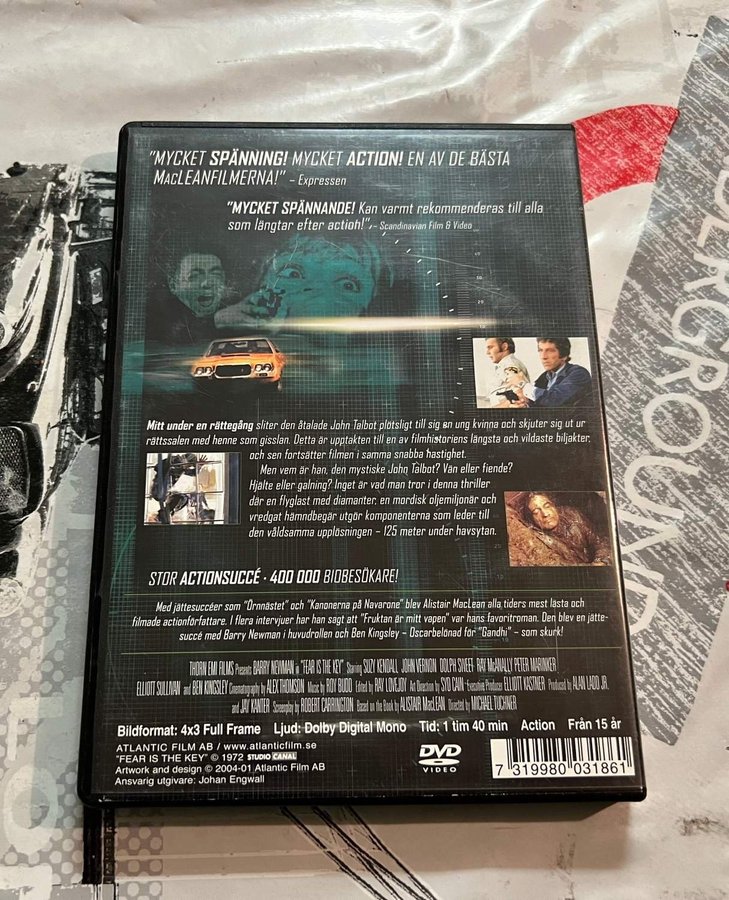 "MYCKET SPÄNNING! MYCKET ACTION! EN AV DE BÄSTA
MACLEANFILMERNA!" – Expressen
"MYCKET SPÄNNANDE! Kan varmt rekommenderas till alla
som längtar efter action!" – Scandinavian Film & Video
Mitt under en rättegång sliter den åtalade John Talbot plötsligt till sig en ung kvinna och skjuter sig ut ur
rättssalen med henne som gisslan. Detta är upptakten till en av filmhistoriens längsta och vildaste biljakter,
och sen fortsätter filmen i samma snabba hastighet.
Men vem är han, den mystiske John Talbot? Vän eller fiende?
Hjälte eller galning? Inget är vad man tror i denna thriller
där en flyglast med diamanter, en mordisk oljemiljonär och
vredgat hämndbegär utgör komponenterna som leder till
den våldsamma upplösningen – 125 meter under havsytan.
STOR ACTIONSUCCÉ · 400 000 BIOBESÖKARE!
Med jättesuccéer som "Örnnästet" och "Kanonerna på Navarone" blev Alistair MacLean alla tiders mest lästa och
filmade actionförfattare. I flera intervjuer har han sagt att "Fruktan är mitt vapen" var hans favoritroman. Den blev en jätte-
succé med Barry Newman i huvudrollen och Ben Kingsley – Oscarbelönad för "Gandhi" – som skurk!
THORN EMI FILMS Presents BARRY NEWMAN in "FEAR IS THE KEY" Starring SUZY KENDALL JOHN VERNON DOLPH SWEET RAY McANALLY PETER MARINKER
ELLIOTT SULLIVAN and BEN KINGSLEY Cinematography by ALEX THOMSON Music by ROY BUDD Edited by RAY LOVEJOY Art Direction by SYD CAIN Executive Producer ELLIOTT KASTNER Produced by ALAN LADD JR.
and JAY KANTER Screenplay by ROBERT CARRINGTON Based on the Book by ALISTAIR MacLEAN Directed by MICHAEL TUCHNER
Bildformat: 4x3 Full Frame Ljud: Dolby Digital Mono Tid: 1 tim 40 min Action Från 15 år
ATLANTIC FILM AB / www.atlanticfilm.se
"FEAR IS THE KEY" © 1972 STUDIO CANAL
Artwork and design © 2004-01 Atlantic Film AB
Ansvarig utgivare: Johan Engwall
DVD
VIDEO
7 319980 031861
DERGROUND